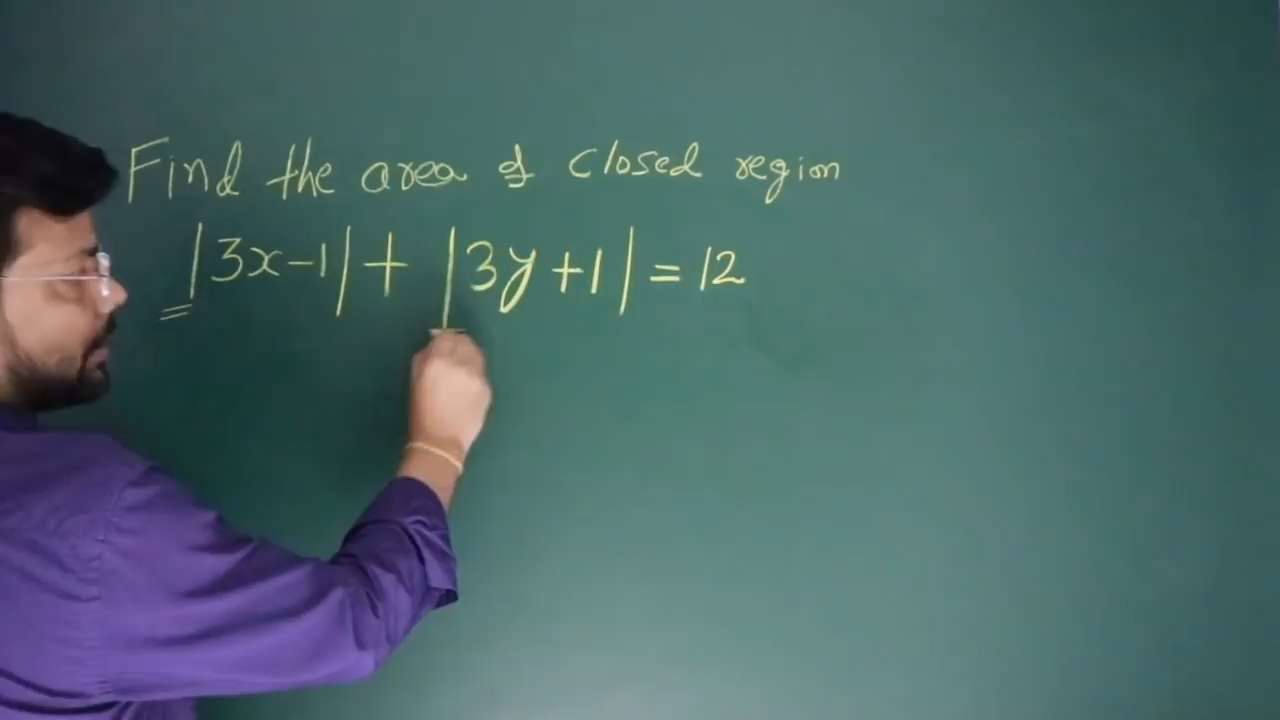 Find the area of closed region
|3x-1| + |3y+1| = 12